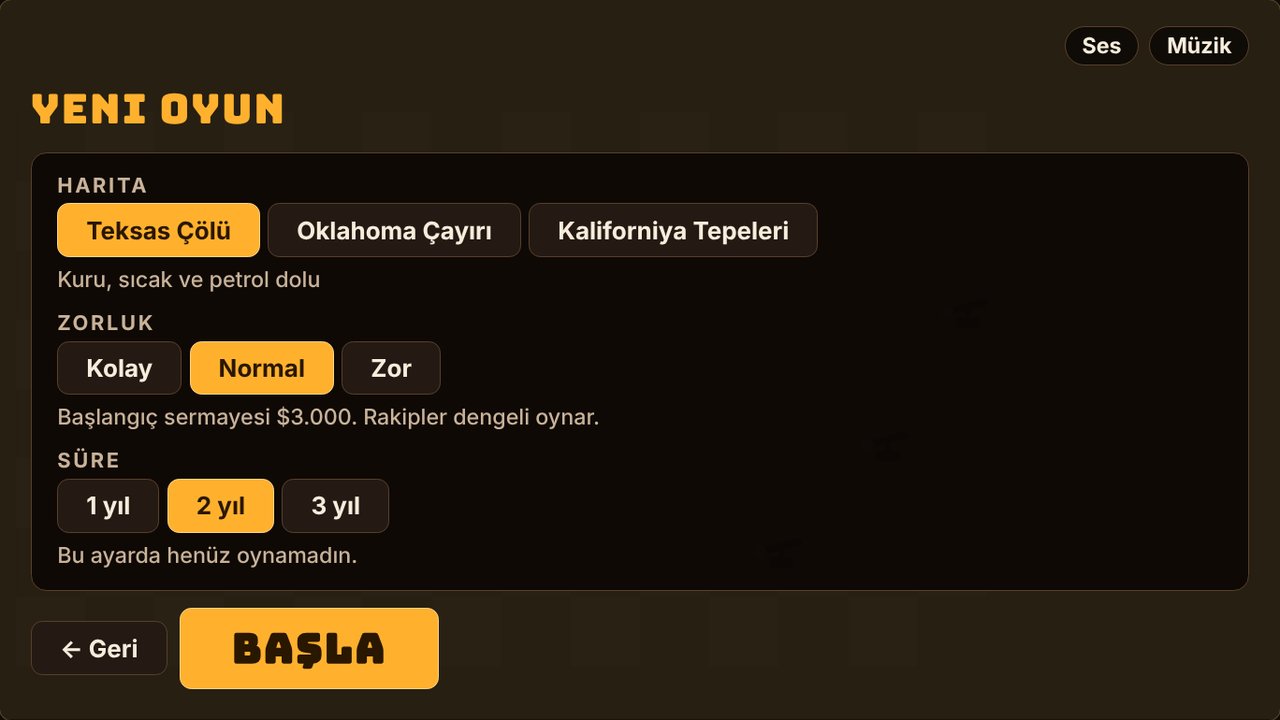 Ses Müzik
YENI OYUN
HARITA
Teksas Çölü Oklahoma Çayırı Kaliforniya Tepeleri
Kuru, sıcak ve petrol dolu
ZORLUK
Kolay Normal Zor
Başlangıç sermayesi $3.000. Rakipler dengeli oynar.
SÜRE
1 yıl 2 yıl 3 yıl
Bu ayarda henüz oynamadın.
← Geri BAŞLA